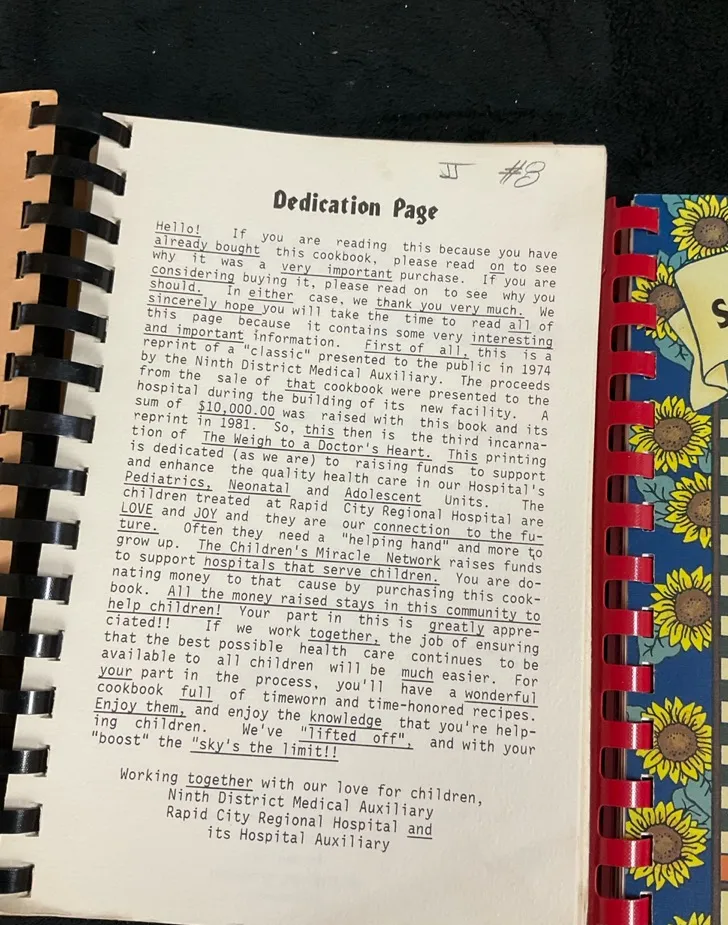 II #8
Dedication Page
Hello! If you are reading this because you have
already bought this cookbook, please read on to see
why it was a very important purchase. If you are
considering buying it, please read on to see why you
should. In either case, we thank you very much. We
sincerely hope you will take the time to read all of
this page because it contains some very interesting
and important information. First of all, this is a
reprint of a "classic" presented to the public in 1974
by the Ninth District Medical Auxiliary. The proceeds
from the sale of that cookbook were presented to the
hospital during the building of its new facility. A
sum of $10,000.00 was raised with this book and its
reprint in 1981. So, this then is the third incarna-
tion of The Weigh to a Doctor's Heart. This printing
is dedicated (as we are) to raising funds to support
and enhance the quality health care in our Hospital's
Pediatrics, Neonatal and Adolescent Units. The
children treated at Rapid City Regional Hospital are
LOVE and JOY and they are our connection to the fu-
ture. Often they need a "helping hand" and more to
grow up. The Children's Miracle Network raises funds
to support hospitals that serve children. You are do-
nating money to that cause by purchasing this cook-
book. All the money raised stays in this community to
help children! Your part in this is greatly appre-
ciated!! If we work together, the job of ensuring
that the best possible health care continues to be
available to all children will be much easier. For
your part in the process, you'll have a wonderful
cookbook full of timeworn and time-honored recipes.
Enjoy them, and enjoy the knowledge that you're help-
ing children. We've "lifted off", and with your
"boost" the "sky's the limit!!
Working together with our love for children,
Ninth District Medical Auxiliary
Rapid City Regional Hospital and
its Hospital Auxiliary
S